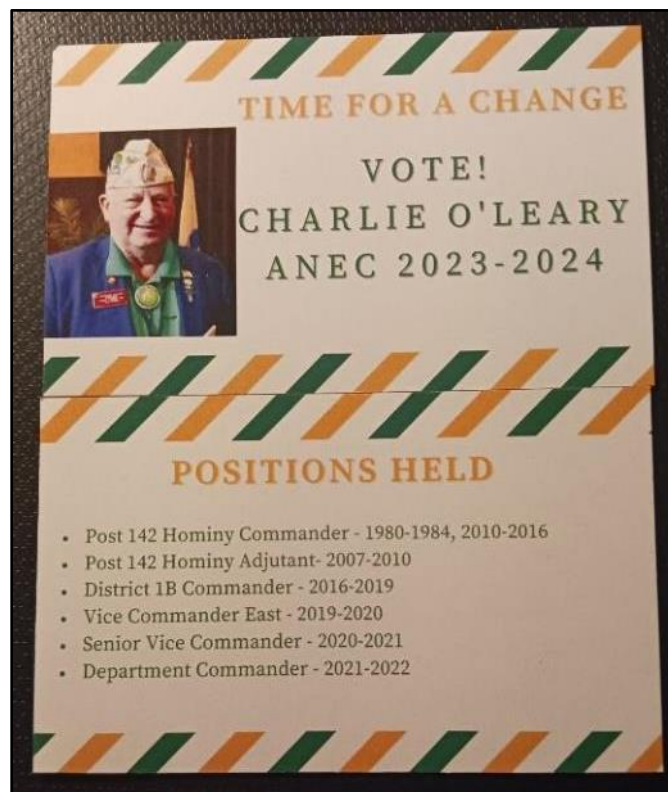 TIME FOR A CHANGE
VOTE!
CHARLIE O'LEARY
ANEC 2023-2024
POSITIONS HELD
• Post 142 Hominy Commander - 1980-1984, 2010-2016
• Post 142 Hominy Adjutant- 2007-2010
• District 1B Commander - 2016-2019
• Vice Commander East - 2019-2020
• Senior Vice Commander - 2020-2021
• Department Commander - 2021-2022